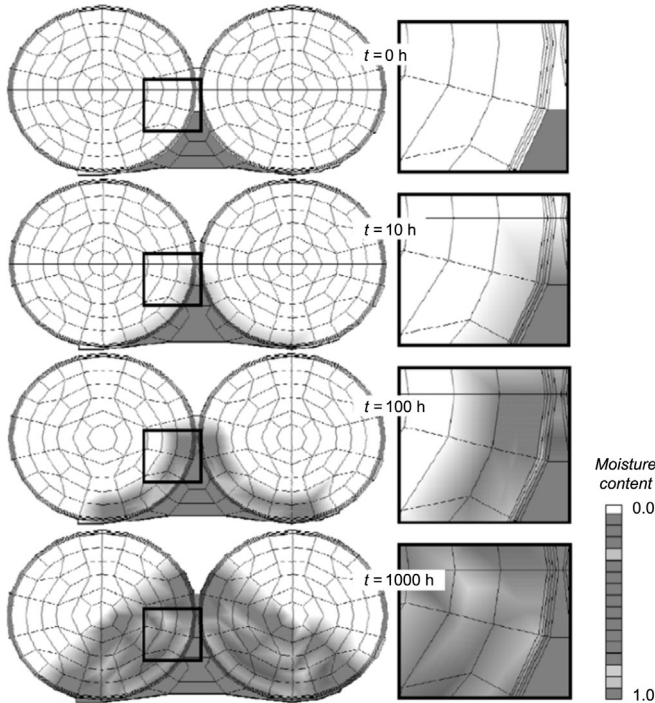 t = 0 h
t = 10 h
t = 100 h
t = 1000 h
Moisture
content
0.0
1.0